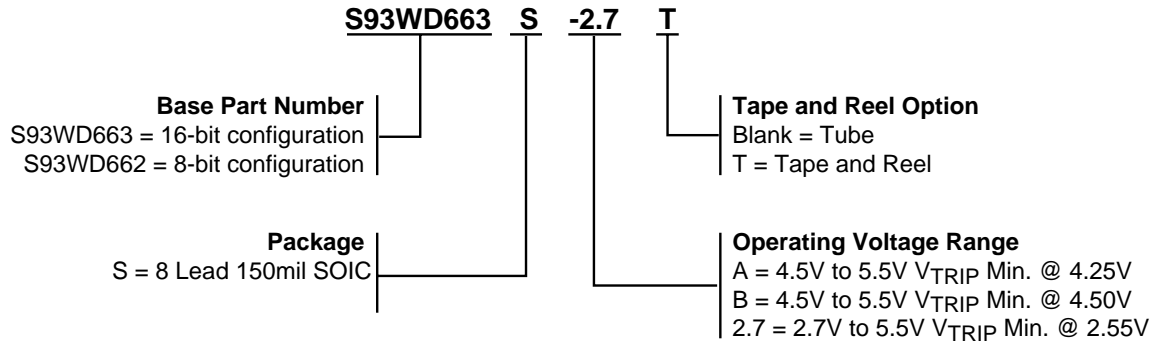 S93WD663 S -2.7 T
Base Part Number
S93WD663 = 16-bit configuration
S93WD662 = 8-bit configuration
Tape and Reel Option
Blank = Tube
T = Tape and Reel
Package
S = 8 Lead 150mil SOIC
Operating Voltage Range
A = 4.5V to 5.5V VTRIP Min. @ 4.25V
B = 4.5V to 5.5V VTRIP Min. @ 4.50V
2.7 = 2.7V to 5.5V VTRIP Min. @ 2.55V